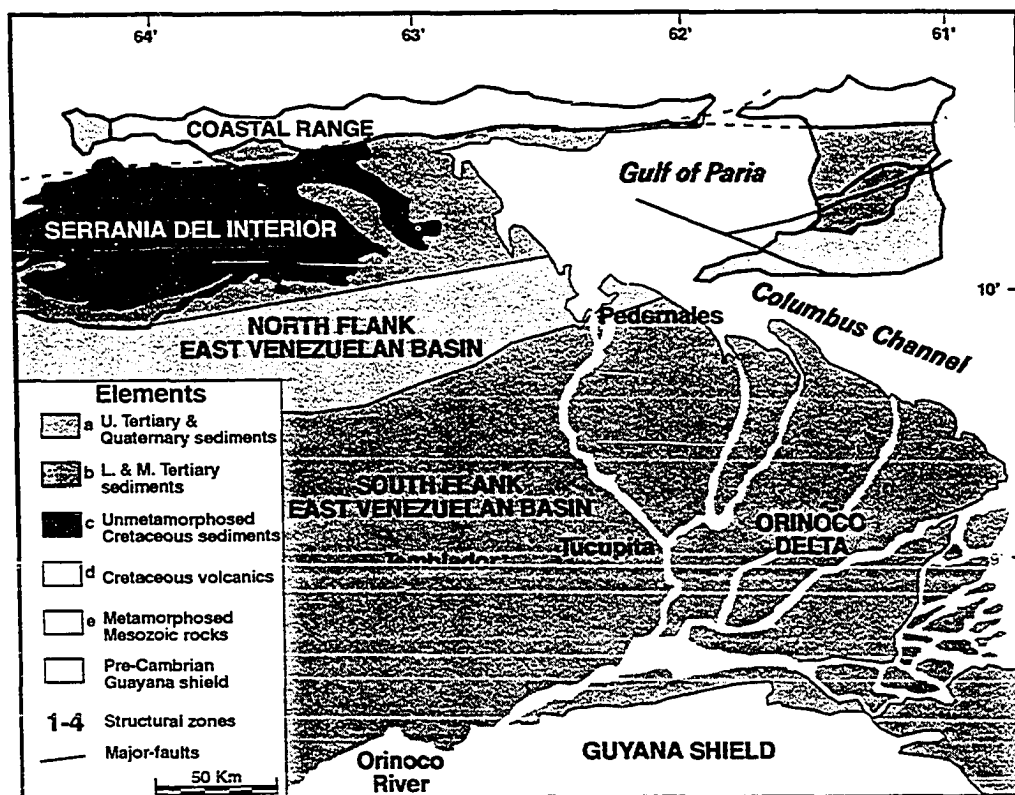 64'
63'
62'
61'
COASTAL RANGE
Gulf of Paria
SERRANIA DEL INTERIOR
10'
Pedernales
Columbus Channel
NORTH FLANK
EAST VENEZUELAN BASIN
Elements
a U. Tertiary &
Quaternary sediments
b L. & M. Tertiary
sediments
c Unmetamorphosed
Cretaceous sediments
d Cretaceous volcanics
e Metamorphosed
Mesozoic rocks
Pre-Cambrian
Guayana shield
1-4 Structural zones
Major-faults
50 Km
SOUTH FLANK
EAST VENEZUELAN BASIN
Tucupita
ORINOCO
DELTA
Orinoco
River
GUYANA SHIELD